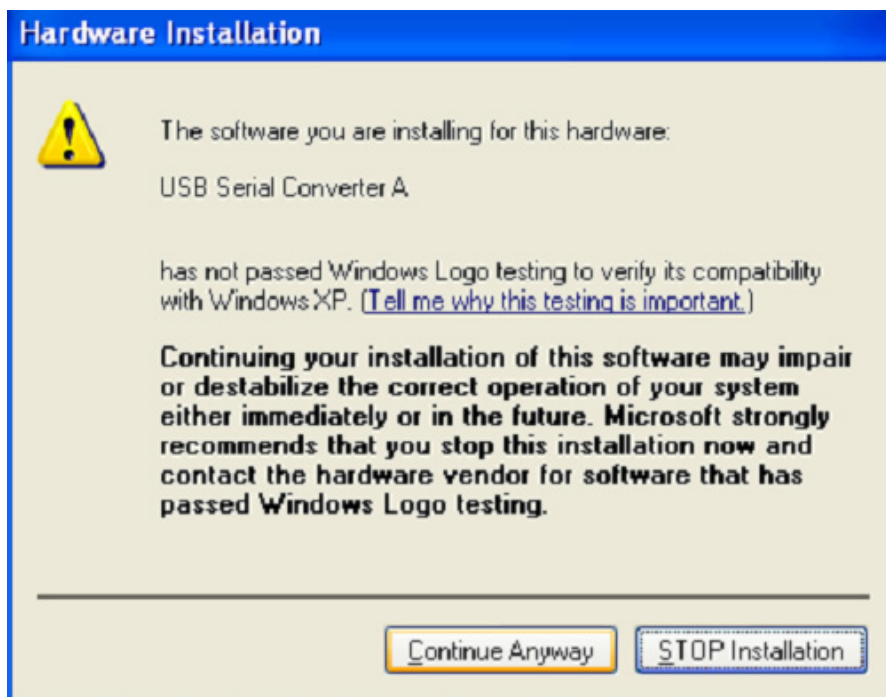 Hardware Installation
The software you are installing for this hardware:
USB Serial Converter A
has not passed Windows Logo testing to verify its compatibility
with Windows XP. (Tell me why this testing is important.)
Continuing your installation of this software may impair
or destabilize the correct operation of your system
either immediately or in the future. Microsoft strongly
recommends that you stop this installation now and
contact the hardware vendor for software that has
passed Windows Logo testing.
Continue Anyway
STOP Installation